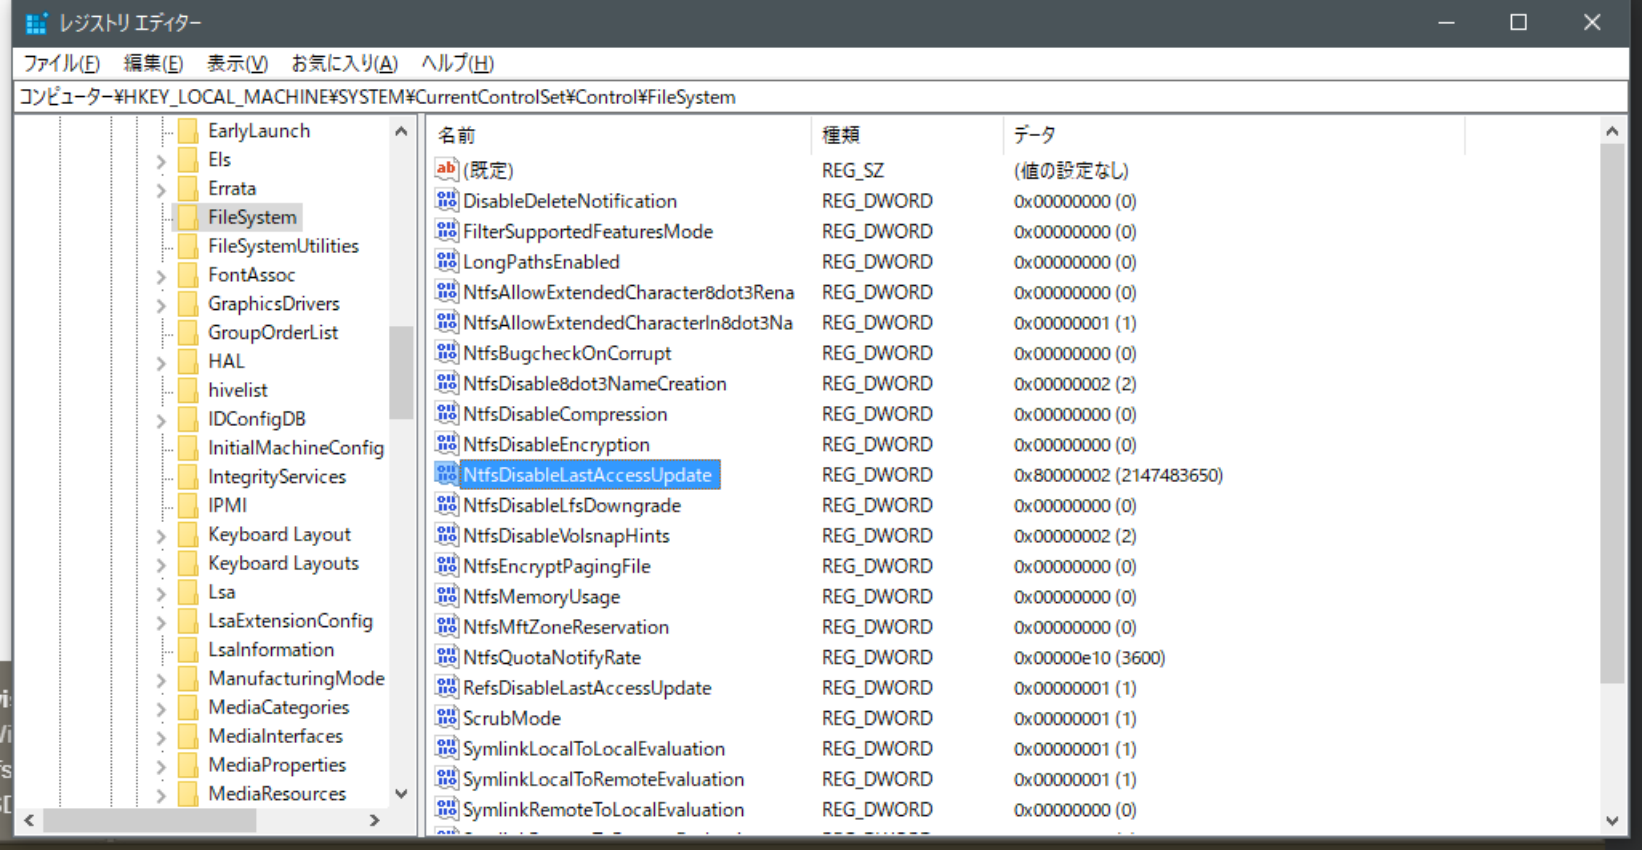 レジストリ エディター
ファイル(F) 編集(E) 表示(V) お気に入り(A) ヘルプ(H)
コンピューター¥HKEY_LOCAL_MACHINE¥SYSTEM¥CurrentControlSet¥Control¥FileSystem
EarlyLaunch
Els
Errata
FileSystem
FileSystemUtilities
FontAssoc
GraphicsDrivers
GroupOrderList
HAL
hivelist
IDConfigDB
InitialMachineConfig
IntegrityServices
IPMI
Keyboard Layout
Keyboard Layouts
Lsa
LsaExtensionConfig
LsaInformation
ManufacturingMode
MediaCategories
MediaInterfaces
MediaProperties
MediaResources
名前 種類 データ
(既定) REG_SZ (値の設定なし)
DisableDeleteNotification REG_DWORD 0x00000000 (0)
FilterSupportedFeaturesMode REG_DWORD 0x00000000 (0)
LongPathsEnabled REG_DWORD 0x00000000 (0)
NtfsAllowExtendedCharacter8dot3Rena REG_DWORD 0x00000000 (0)
NtfsAllowExtendedCharacterIn8dot3Na REG_DWORD 0x00000001 (1)
NtfsBugcheckOnCorrupt REG_DWORD 0x00000000 (0)
NtfsDisable8dot3NameCreation REG_DWORD 0x00000002 (2)
NtfsDisableCompression REG_DWORD 0x00000000 (0)
NtfsDisableEncryption REG_DWORD 0x00000000 (0)
NtfsDisableLastAccessUpdate REG_DWORD 0x80000002 (2147483650)
NtfsDisableLfsDowngrade REG_DWORD 0x00000000 (0)
NtfsDisableVolsnapHints REG_DWORD 0x00000002 (2)
NtfsEncryptPagingFile REG_DWORD 0x00000000 (0)
NtfsMemoryUsage REG_DWORD 0x00000000 (0)
NtfsMftZoneReservation REG_DWORD 0x00000000 (0)
NtfsQuotaNotifyRate REG_DWORD 0x00000e10 (3600)
RefsDisableLastAccessUpdate REG_DWORD 0x00000001 (1)
ScrubMode REG_DWORD 0x00000001 (1)
SymlinkLocalToLocalEvaluation REG_DWORD 0x00000001 (1)
SymlinkLocalToRemoteEvaluation REG_DWORD 0x00000001 (1)
SymlinkRemoteToLocalEvaluation REG_DWORD 0x00000000 (0)